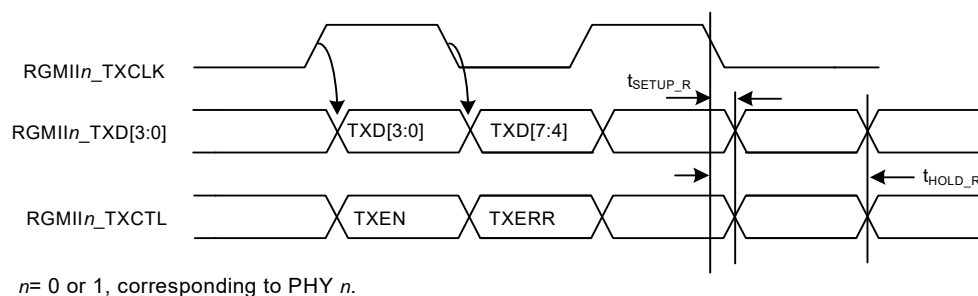 RGMIIn_TXCLK
tSETUP_R
RGMIIn_TXD[3:0]
TXD[3:0]
TXD[7:4]
tHOLD_R
RGMIIn_TXCTL
TXEN
TXERR
n= 0 or 1, corresponding to PHY n.